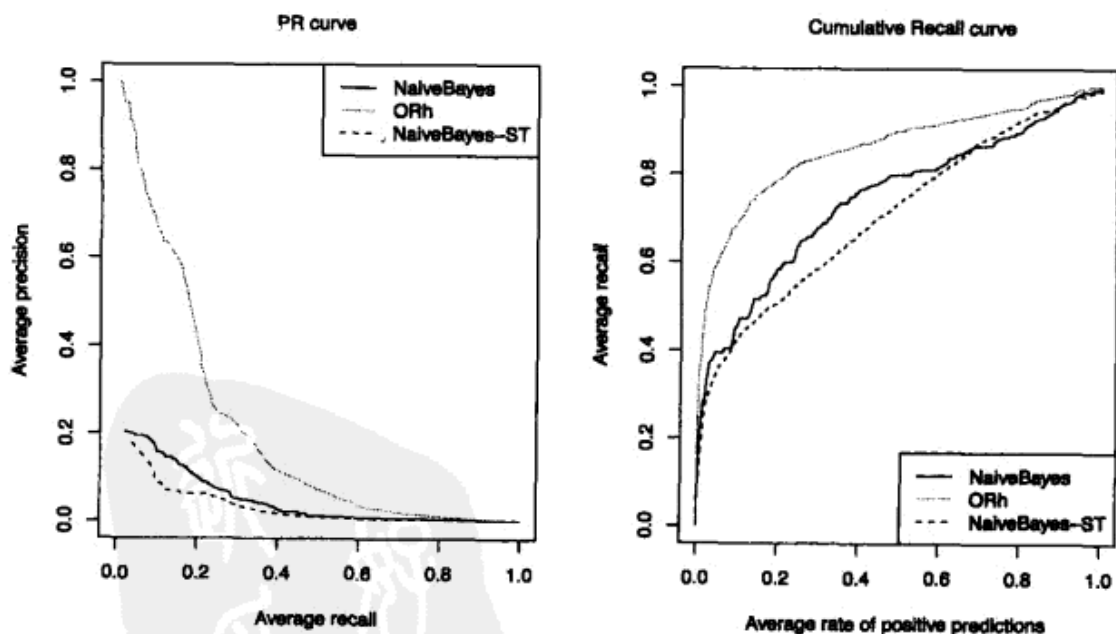 PR curve
NaiveBayes
ORh
NaiveBayes-ST
1.0
0.8
0.6
0.4
0.2
0.0
Average precision
0.0 0.2 0.4 0.6 0.8 1.0
Average recall
Cumulative Recall curve
1.0
0.8
0.6
0.4
0.2
0.0
Average recall
NaiveBayes
ORh
NaiveBayes-ST
0.0 0.2 0.4 0.6 0.8 1.0
Average rate of positive predictions